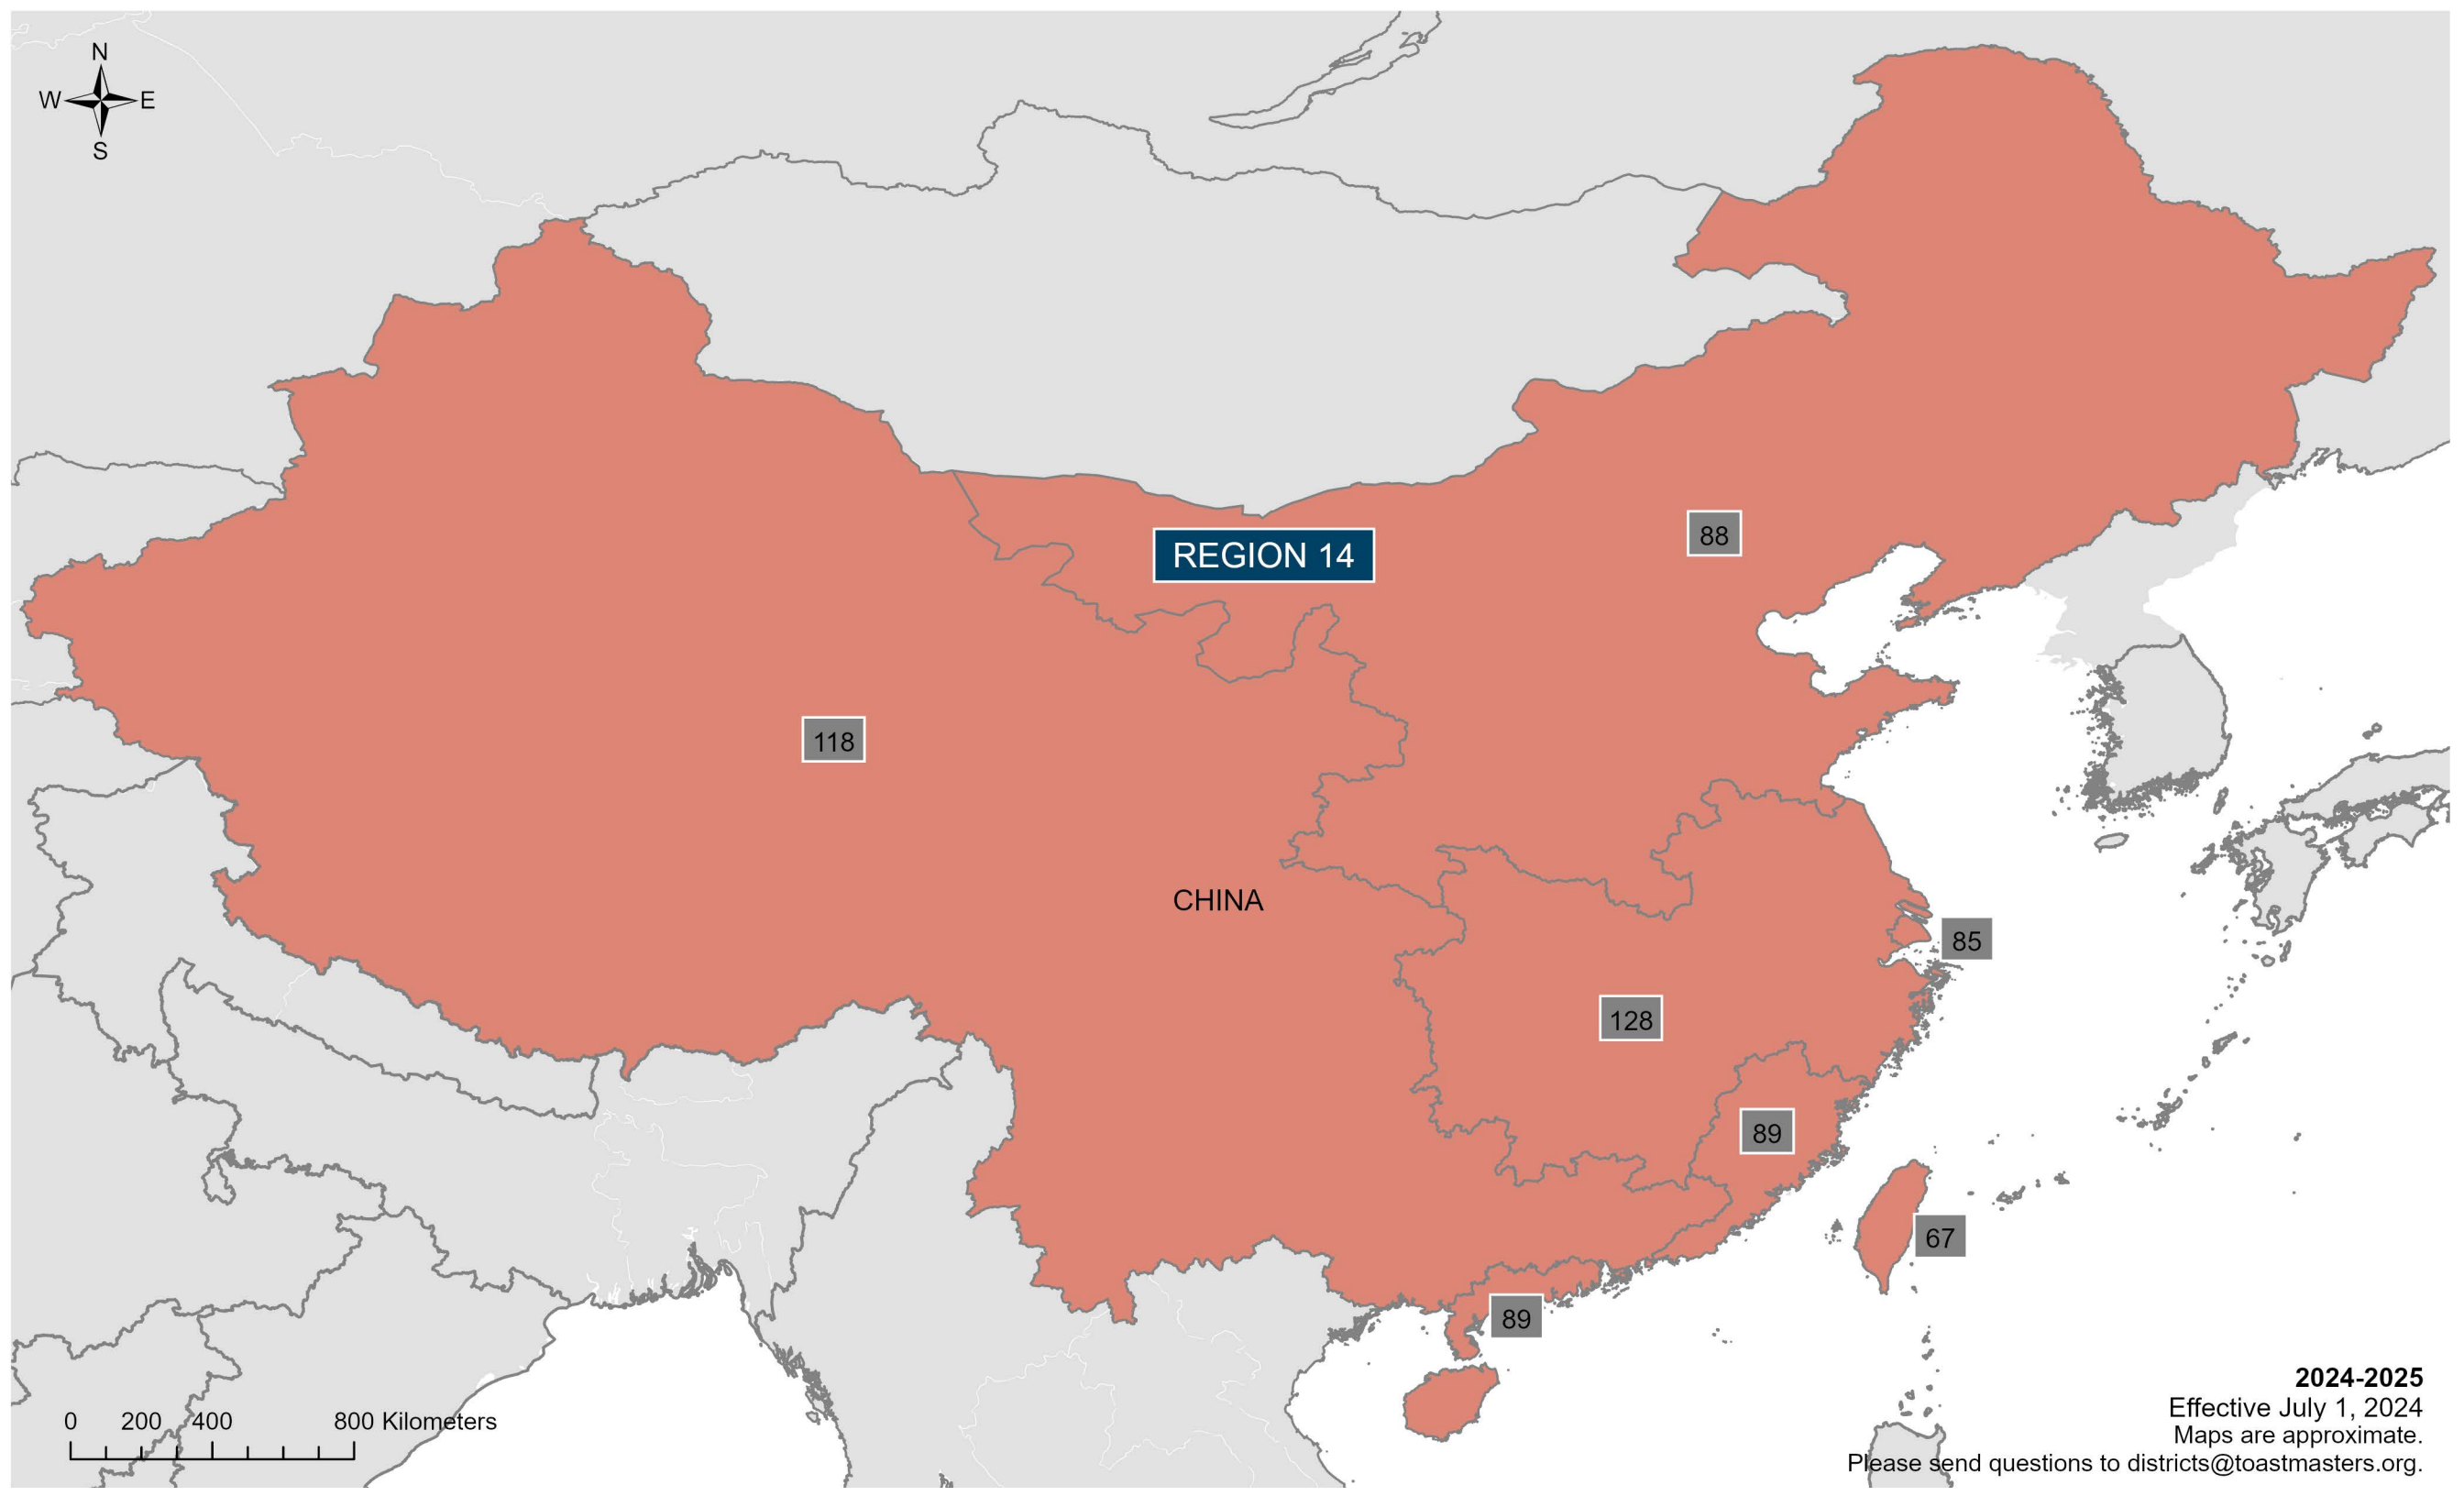 N
W E
S
88
REGION 14
118
CHINA
85
128
89
67
89
2024-2025
Effective July 1, 2024
Maps are approximate.
Please send questions to districts@toastmasters.org.
0 200 400 800 Kilometers